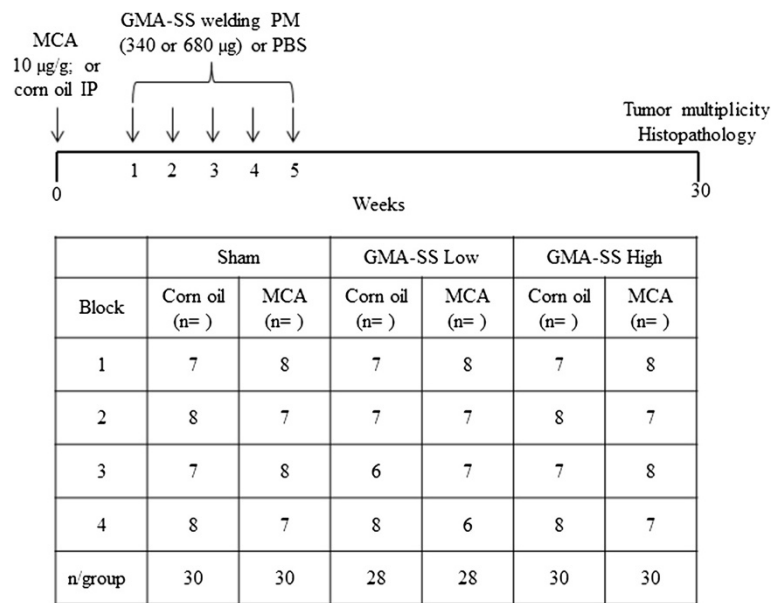 MCA
10 μg/g; or
corn oil IP
GMA-SS welding PM
(340 or 680 μg) or PBS
Tumor multiplicity
Histopathology
0 1 2 3 4 5 30
Weeks
Sham GMA-SS Low GMA-SS High
Block Corn oil (n= ) MCA (n= ) Corn oil (n= ) MCA (n= ) Corn oil (n= ) MCA (n= )
1 7 8 7 8 7 8
2 8 7 7 7 8 7
3 7 8 6 7 7 8
4 8 7 8 6 8 7
n/group 30 30 28 28 30 30